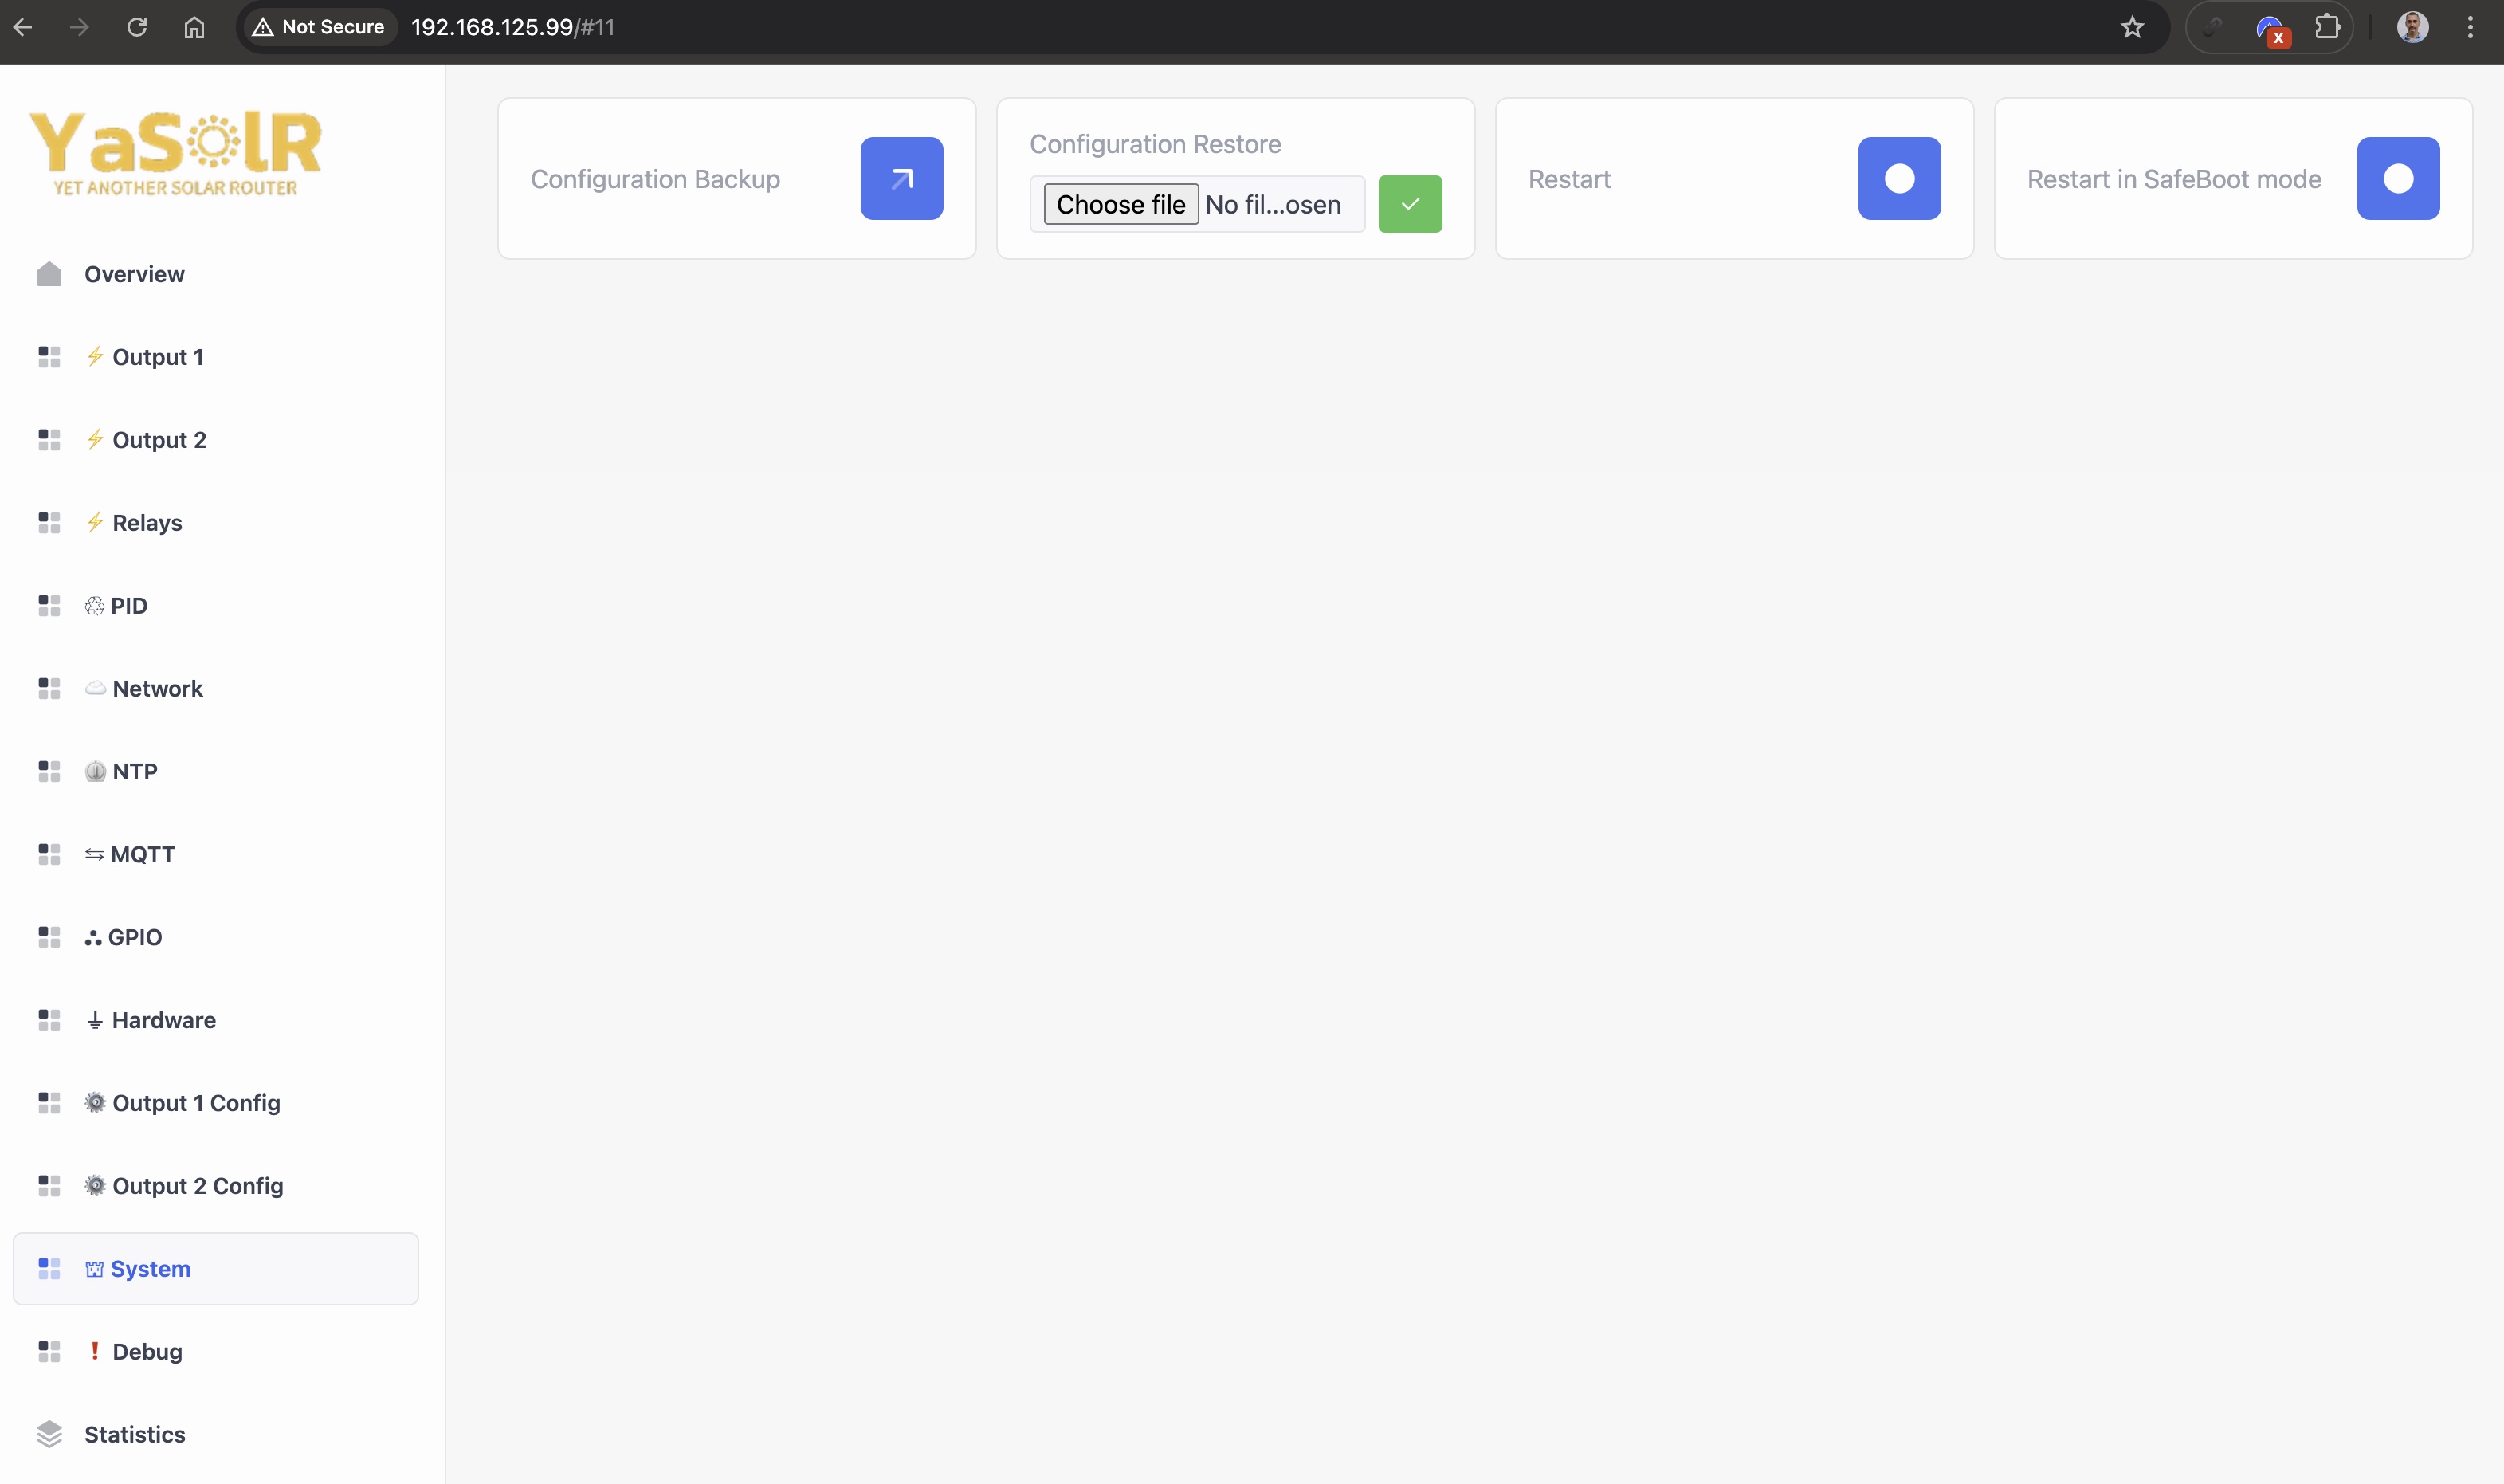 Not Secure
192.168.125.99/#11
x
YaSolR
YET ANOTHER SOLAR ROUTER
Overview
⚡ Output 1
⚡ Output 2
⚡ Relays
PID
Network
NTP
⇆ MQTT
GPIO
Hardware
Output 1 Config
Output 2 Config
System
❗ Debug
Statistics
Configuration Backup
Configuration Restore
Choose file No fil...osen
Restart
Restart in SafeBoot mode